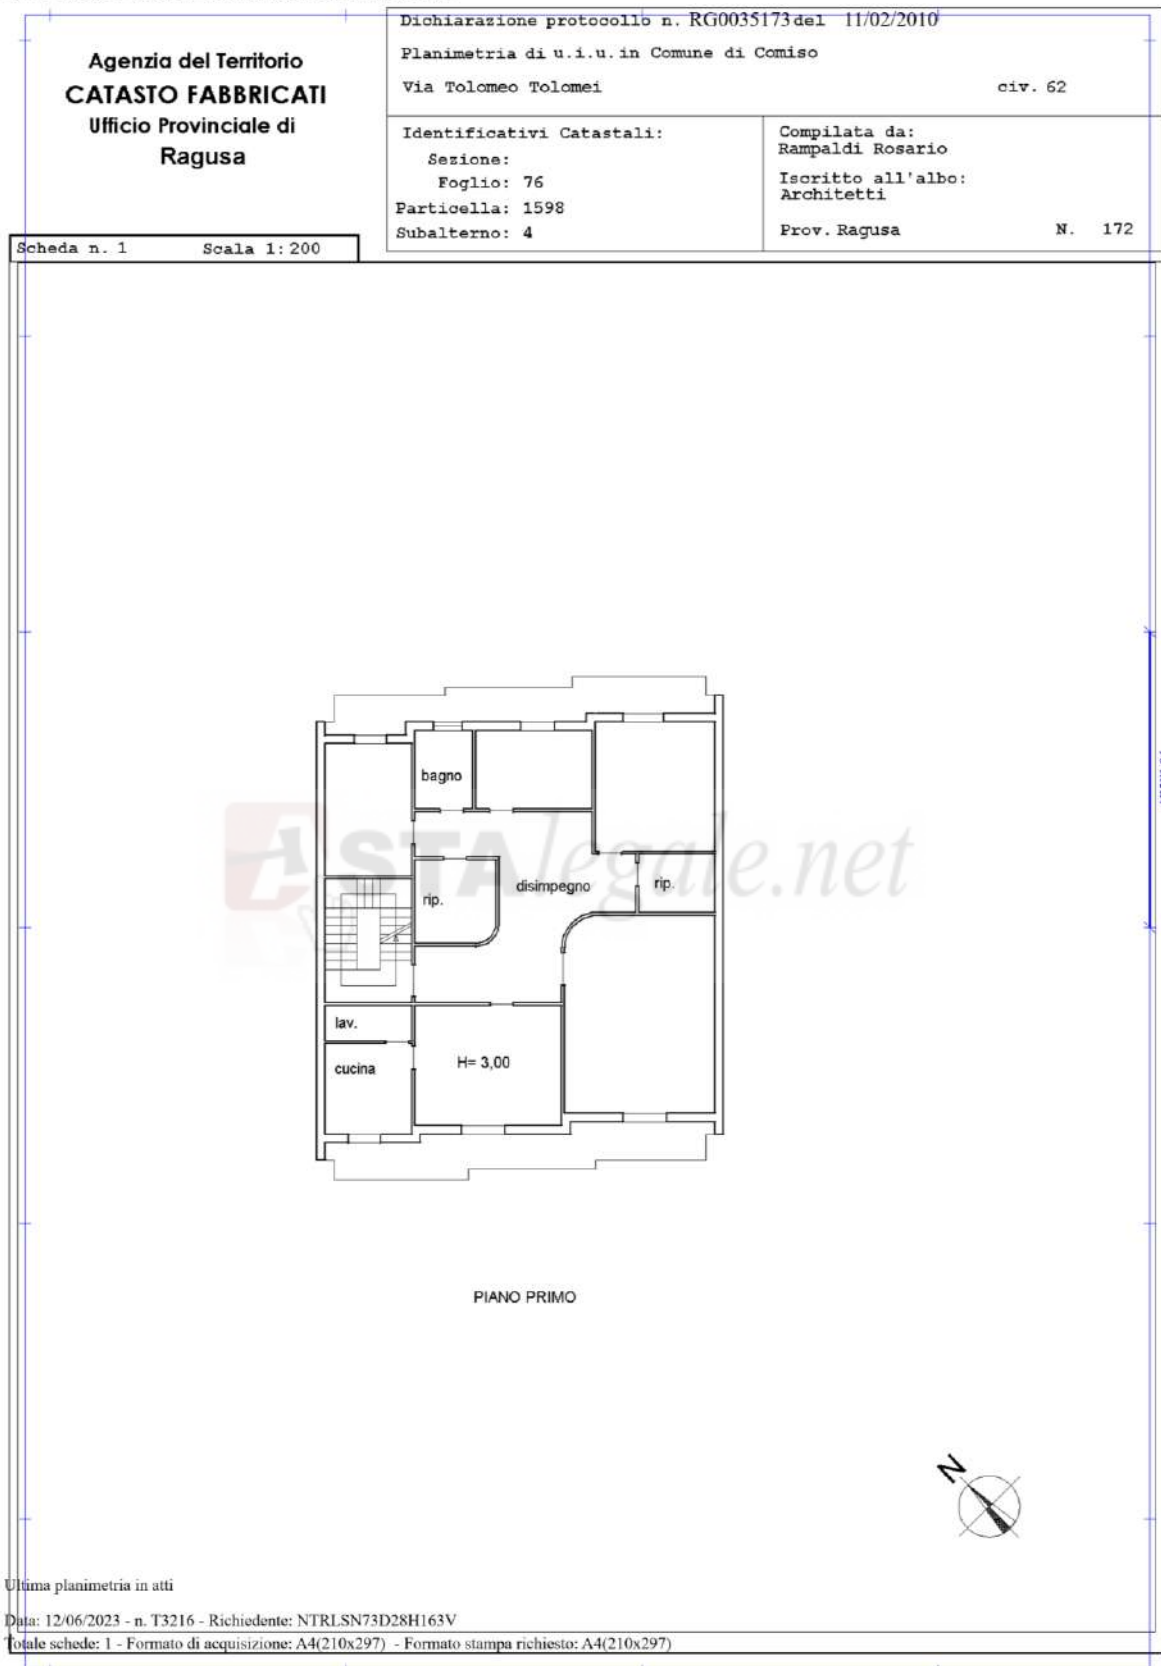 Agenzia del Territorio
CATASTO FABBRICATI
Ufficio Provinciale di
Ragusa
Dichiarazione protocollo n. RG0035173 del 11/02/2010
Planimetria di u.i.u. in Comune di Comiso
Via Tolomeo Tolomei civ. 62
Identificativi Catastali:
Sezione:
Foglio: 76
Particella: 1598
Subalterno: 4
Compilata da:
Rampaldi Rosario
Iscritto all'albo:
Architetti
Prov. Ragusa N. 172
Scheda n. 1 Scala 1:200
bagno
ASTAlegale.net
disimpegno
rip.
rip.
lav.
cucina
H= 3,00
PIANO PRIMO
N
Ultima planimetria in atti
Data: 12/06/2023 - n. T3216 - Richiedente: NTRLSN73D28H163V
Totale schede: 1 - Formato di acquisizione: A4(210x297) - Formato stampa richiesto: A4(210x297)